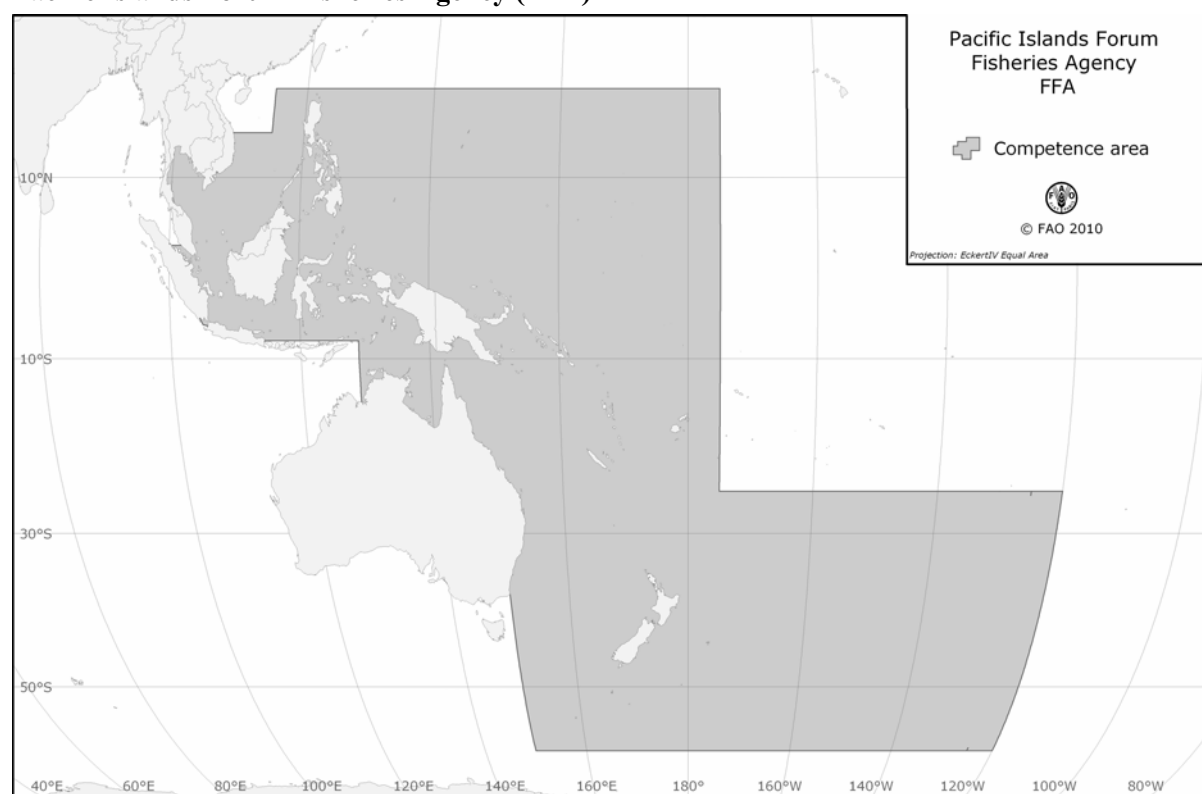 Pacific Islands Forum
Fisheries Agency
FFA
Competence area
FAO
© FAO 2010
Projection: EckertIV Equal Area
10°N
10°S
30°S
50°S
40°E 60°E 80°E 100°E 120°E 140°E 160°E 180° 160°W 140°W 120°W 100°W 80°W